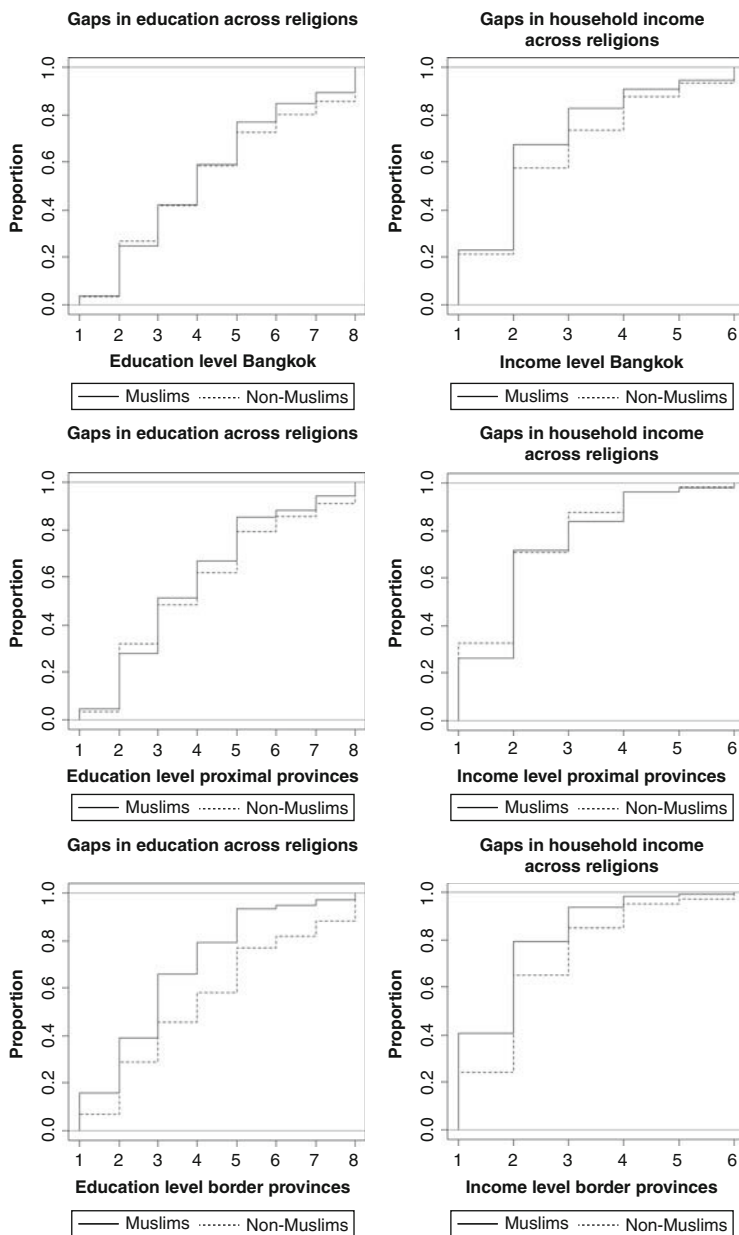 Gaps in education across religions
Proportion
0.0 0.2 0.4 0.6 0.8 1.0
1 2 3 4 5 6 7 8
Education level Bangkok
Muslims Non-Muslims
Gaps in household income
across religions
Proportion
0.0 0.2 0.4 0.6 0.8 1.0
1 2 3 4 5 6
Income level Bangkok
Muslims Non-Muslims
Gaps in education across religions
Proportion
0.0 0.2 0.4 0.6 0.8 1.0
1 2 3 4 5 6 7 8
Education level proximal provinces
Muslims Non-Muslims
Gaps in household income
across religions
Proportion
0.0 0.2 0.4 0.6 0.8 1.0
1 2 3 4 5 6
Income level proximal provinces
Muslims Non-Muslims
Gaps in education across religions
Proportion
0.0 0.2 0.4 0.6 0.8 1.0
1 2 3 4 5 6 7 8
Education level border provinces
Muslims Non-Muslims
Gaps in household income
across religions
Proportion
0.0 0.2 0.4 0.6 0.8 1.0
1 2 3 4 5 6
Income level border provinces
Muslims Non-Muslims